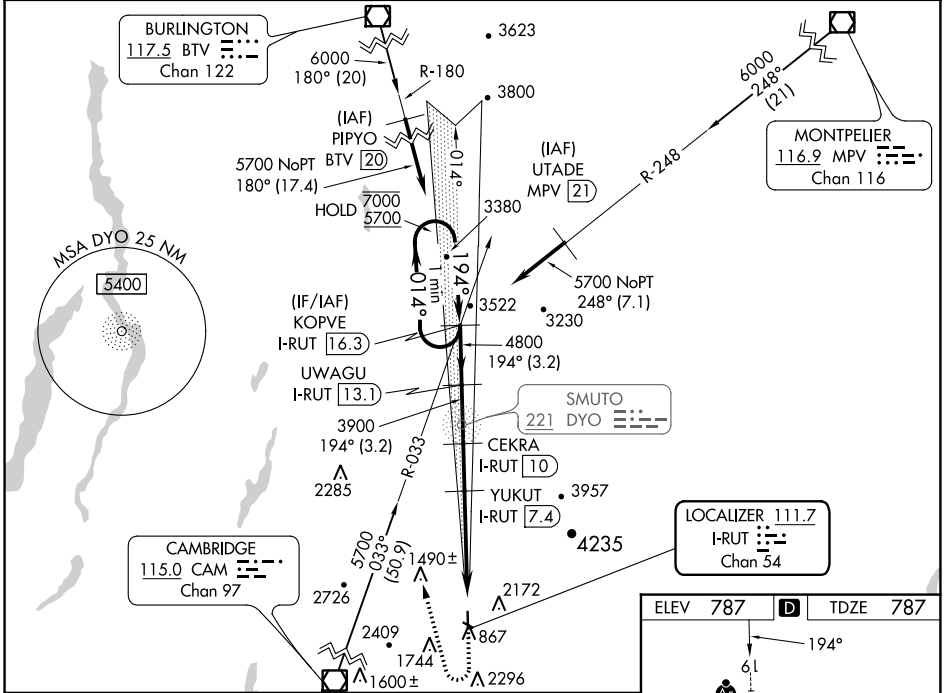 BURLINGTON
117.5 BTV
Chan 122
6000
180° (20)
R-180
3623
3800
6000
248°
(21)
R-248
MONTPELIER
116.9 MPV
Chan 116
(IAF)
PIPYO
BTV 20
5700 NoPT
180° (17.4)
014°
(IAF)
UTADE
MPV 21
HOLD 7000
5700
3380
MSA DYO 25 NM
5400
194°
1 min
014°
5700 NoPT
248° (7.1)
(IF/IAF)
KOPVE
I-RUT 16.3
3522
3230
4800
194° (3.2)
UWAGU
I-RUT 13.1
SMUTO
221 DYO
3900
194° (3.2)
R-033
CEKRA
I-RUT 10
2285
YUKUT
I-RUT 7.4
3957
4235
LOCALIZER 111.7
I-RUT
Chan 54
CAMBRIDGE
115.0 CAM
Chan 97
5700
033°
(50.9)
1490±
2726
2172
2409
1744
867
1600±
2296
ELEV 787 D TDZE 787
194°
6.1